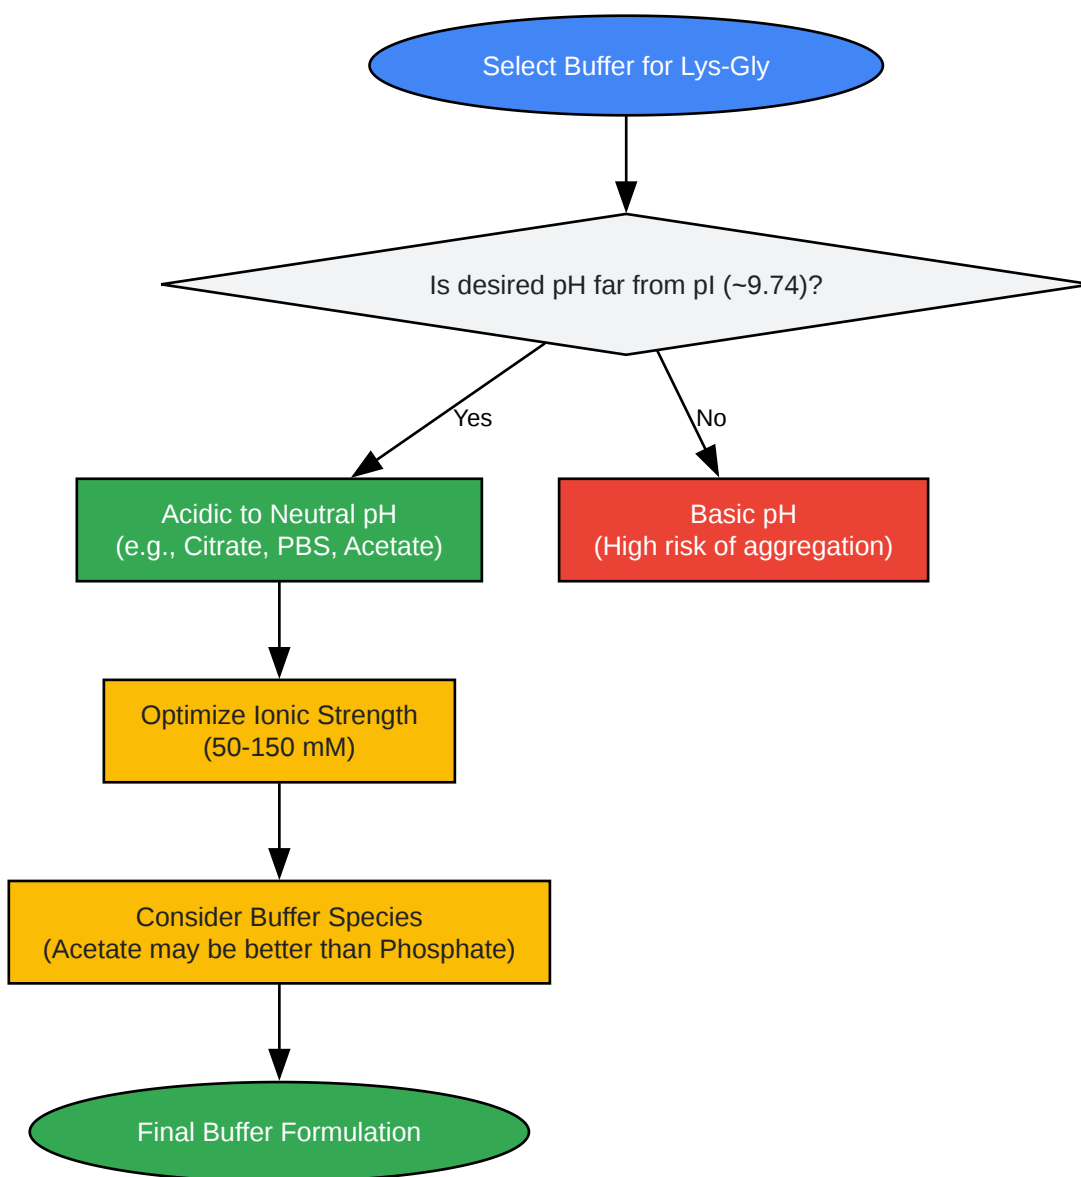 Select Buffer for Lys-Gly
Is desired pH far from pI (~9.74)?
Yes
No
Acidic to Neutral pH
(e.g., Citrate, PBS, Acetate)
Basic pH
(High risk of aggregation)
Optimize Ionic Strength
(50-150 mM)
Consider Buffer Species
(Acetate may be better than Phosphate)
Final Buffer Formulation